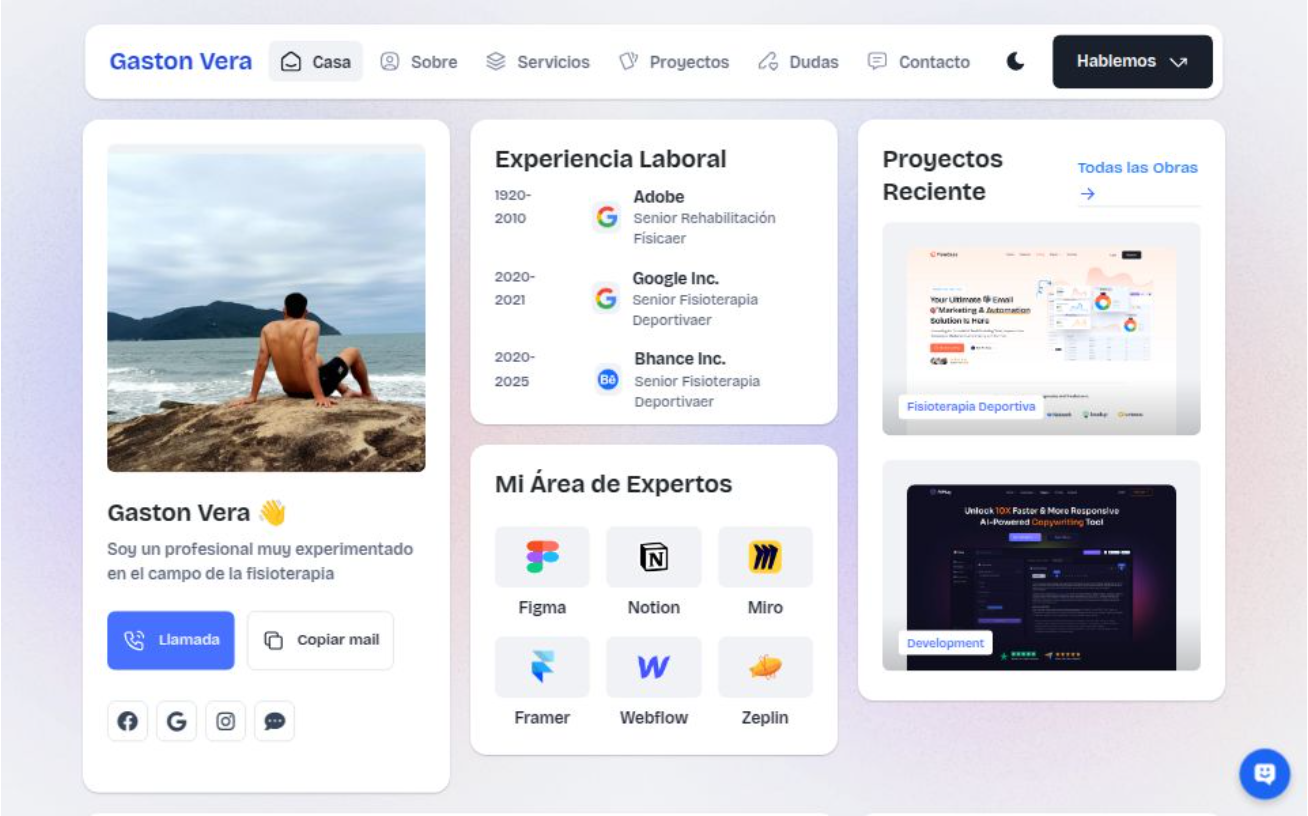 Gaston Vera
Casa
Sobre
Servicios
Proyectos
Dudas
Contacto
Hablemos
Gaston Vera 👋
Soy un profesional muy experimentado
en el campo de la fisioterapia
Llamada
Copiar mail
Experiencia Laboral
1920-
2010
Adobe
Senior Rehabilitación
Físicaer
2020-
2021
Google Inc.
Senior Fisioterapia
Deportivaer
2020-
2025
Bē
Bhance Inc.
Senior Fisioterapia
Deportivaer
Mi Área de Expertos
Figma
Notion
Miro
Framer
Webflow
Zeplin
Proyectos
Reciente
Todas las Obras
→
Your Ultimate Email
Marketing & Automation
Solution Is Here
Fisioterapia Deportiva
Unlock 10X Faster & More Responsive
AI-Powered Copywriting Tool
Development